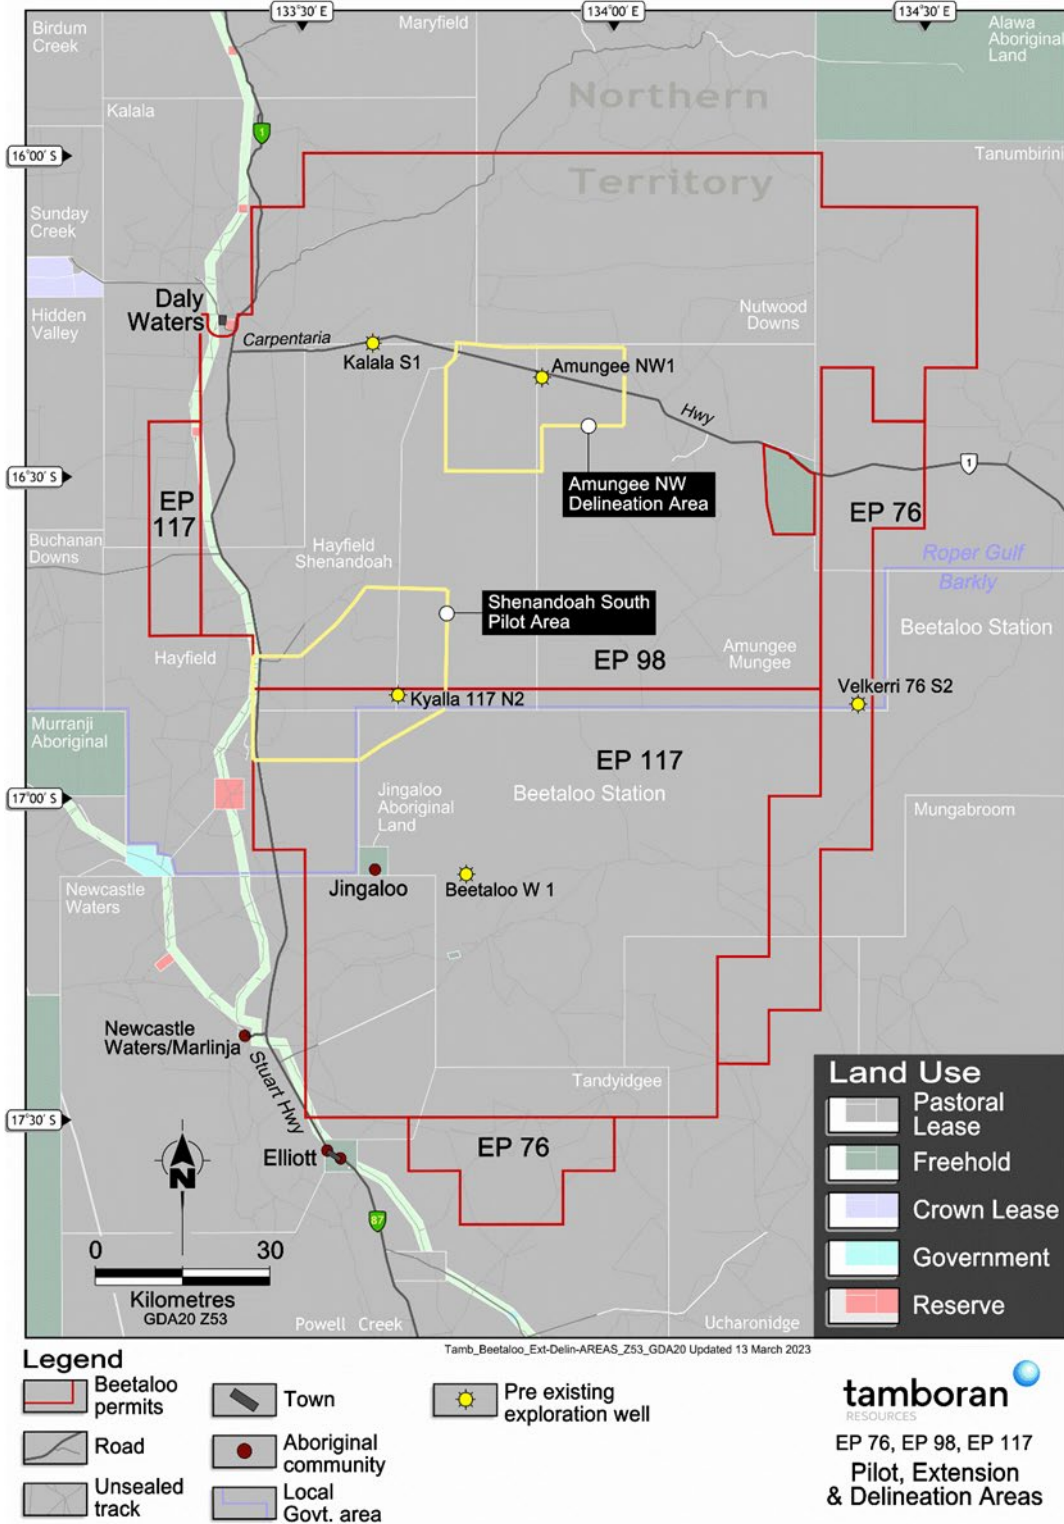 133°30' E
134°00' E
134°30' E
Birdum
Creek
Maryfield
Alawa
Aboriginal
Land
Kalala
Northern
Territory
1
16°00' S
Tanumbirini
Sunday
Creek
Daly
Waters
Hidden
Valley
Nutwood
Downs
Carpentaria
Kalala S1
Amungee NW1
Hwy
1
16°30' S
Amungee NW
Delineation Area
EP
117
EP 76
Buchanan
Downs
Hayfield
Shenandoah
Roper Gulf
Barkly
Shenandoah South
Pilot Area
Beetaloo Station
Hayfield
EP 98
Amungee
Mungee
Velkerri 76 S2
Kyalla 117 N2
Murranji
Aboriginal
EP 117
17°00' S
Jingaloo
Aboriginal
Land
Beetaloo Station
Mungabroom
Jingaloo
Beetaloo W 1
Newcastle
Waters
Newcastle
Waters/Marlinja
Stuart Hwy
Tandyidgee
17°30' S
Elliott
EP 76
N
87
0 30
Kilometres
GDA20 Z53
Powell Creek
Ucharonidge
Land Use
Pastoral
Lease
Freehold
Crown Lease
Government
Reserve
Tamb_Beetaloo_Ext-Delin-AREAS_Z53_GDA20 Updated 13 March 2023
Legend
Beetaloo
permits
Road
Unsealed
track
Town
Aboriginal
community
Local
Govt. area
Pre existing
exploration well
tamboran
RESOURCES
EP 76, EP 98, EP 117
Pilot, Extension
& Delineation Areas